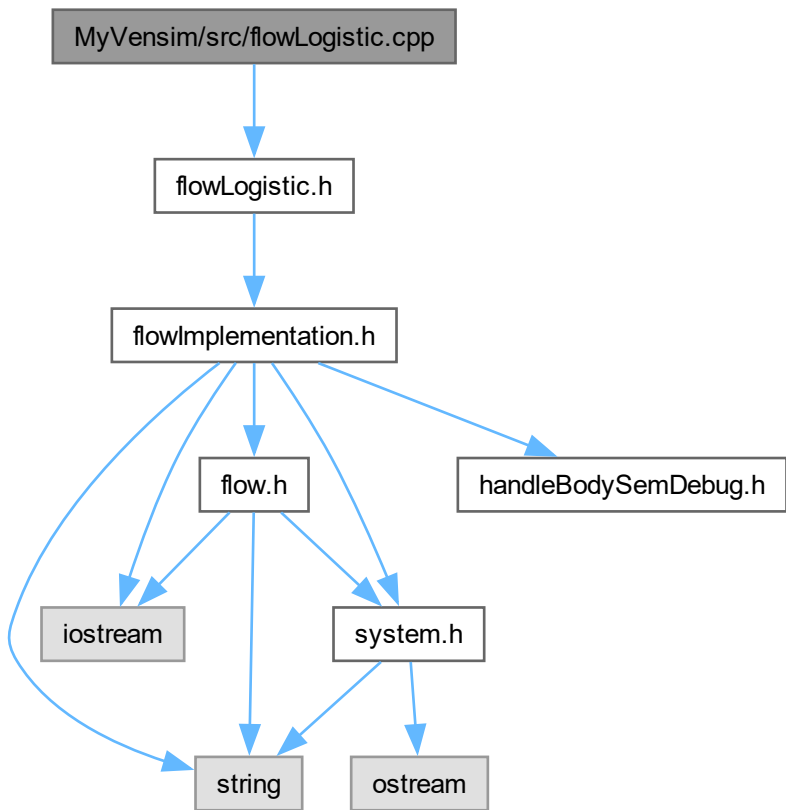 MyVensim/src/flowLogistic.cpp
flowLogistic.h
flowImplementation.h
flow.h
handleBodySemDebug.h
iostream
system.h
string
ostream